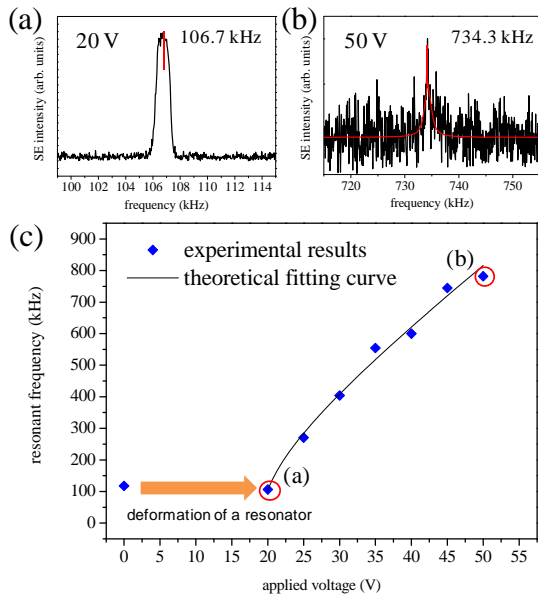 (a)
20 V
106.7 kHz
SE intensity (arb. units)
100 102 104 106 108 110 112 114
frequency (kHz)
(b)
50 V
734.3 kHz
SE intensity (arb. units)
720 730 740 750
frequency (kHz)
(c)
experimental results
theoretical fitting curve
(b)
(a)
deformation of a resonator
resonant frequency (kHz)
900
800
700
600
500
400
300
200
100
0
0 5 10 15 20 25 30 35 40 45 50 55
applied voltage (V)